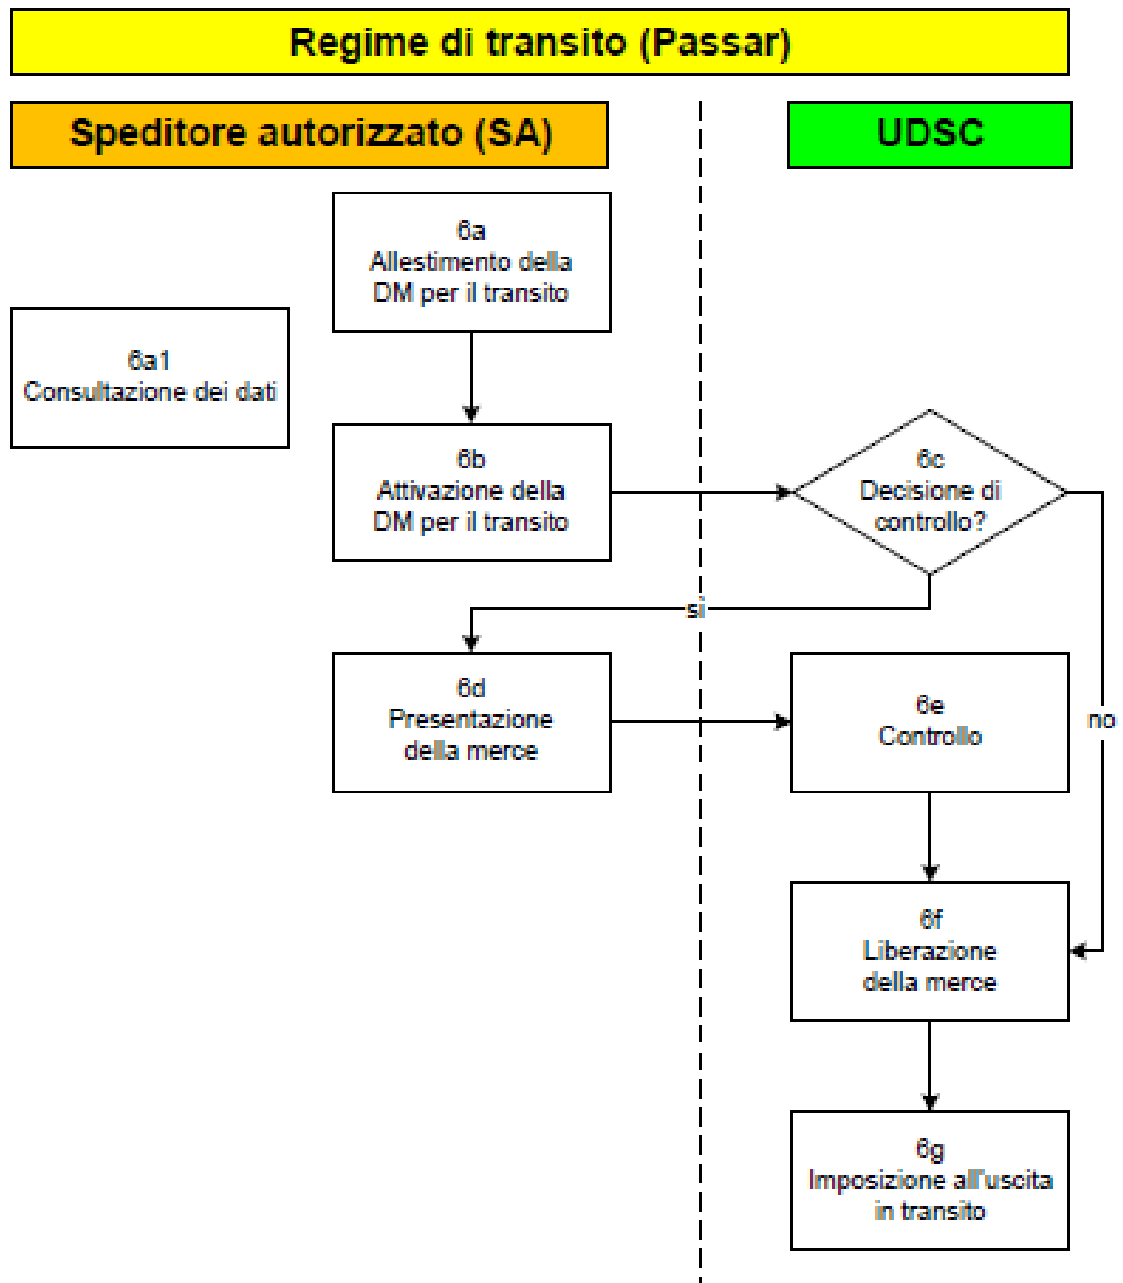 Regime di transito (Passar)
Speditore autorizzato (SA)
UDSC
6a
Allestimento della
DM per il transito
6a1
Consultazione dei dati
6b
Attivazione della
DM per il transito
6c
Decisione di
controllo?
si
6d
Presentazione
della merce
6e
Controllo
no
6f
Liberazione
della merce
6g
Imposizione all'uscita
in transito